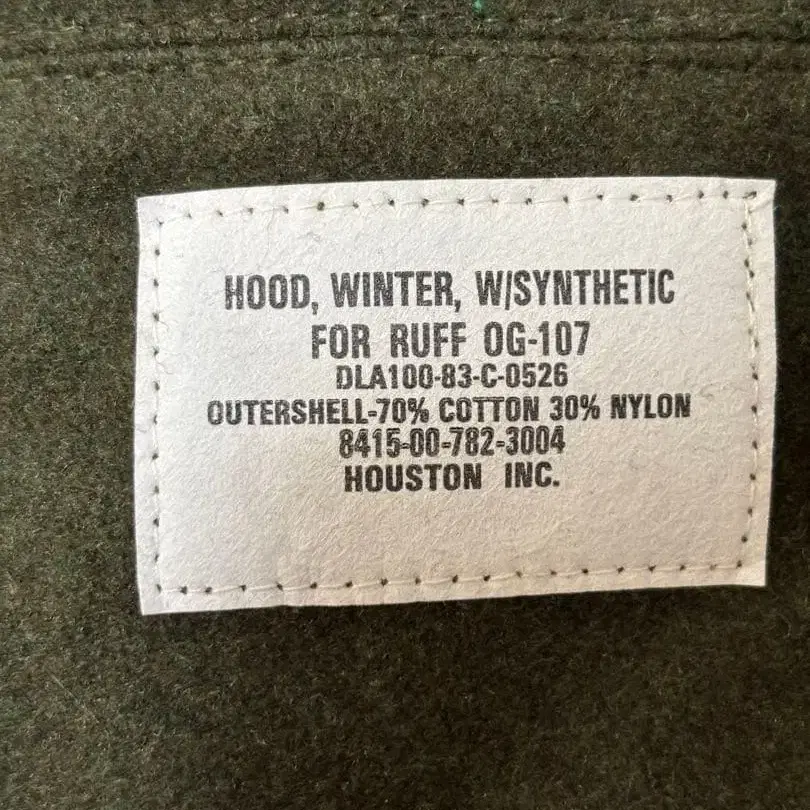 HOOD, WINTER, W/SYNTHETIC
FOR RUFF OG-107
DLA100-83-C-0526
OUTERSHELL-70% COTTON 30% NYLON
8415-00-782-3004
HOUSTON INC.